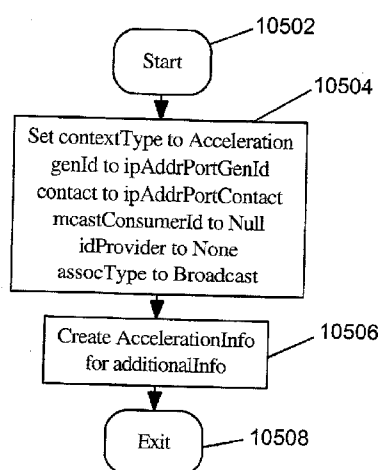 10502
Start
10504
Set contextType to Acceleration
genId to ipAddrPortGenId
contact to ipAddrPortContact
mcastConsumerId to Null
idProvider to None
assocType to Broadcast
Create AccelerationInfo
for additionalInfo
10506
Exit
10508